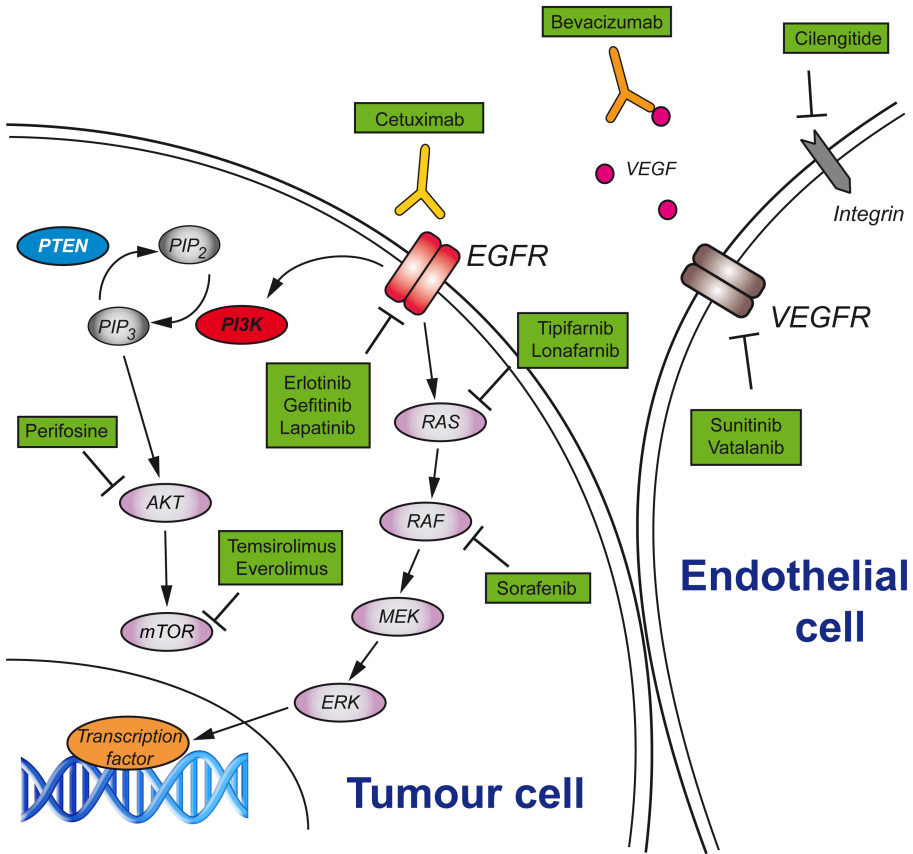 Bevacizumab
Cilengitide
Cetuximab
VEGF
Integrin
PTEN
PIP2
EGFR
PIP3
PI3K
VEGFR
Tipifarnib
Lonafarnib
Erlotinib
Gefitinib
Lapatinib
RAS
Perifosine
Sunitinib
Vatalanib
AKT
RAF
Temsirolimus
Everolimus
Sorafenib
Endothelial
cell
mTOR
MEK
ERK
Transcription
factor
Tumour cell